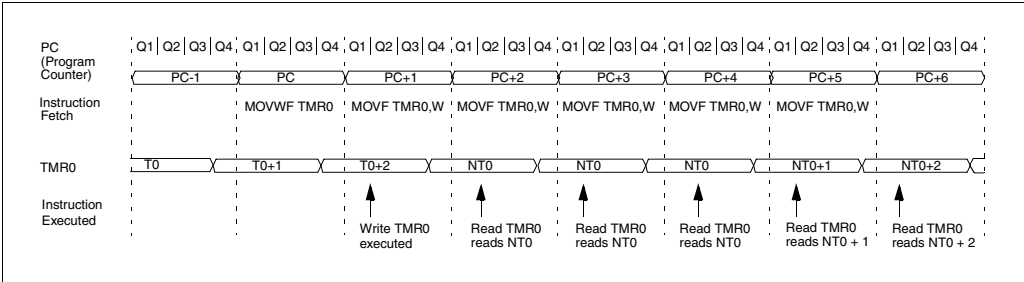 PC (Program Counter)
Q1 Q2 Q3 Q4 Q1 Q2 Q3 Q4 Q1 Q2 Q3 Q4 Q1 Q2 Q3 Q4 Q1 Q2 Q3 Q4 Q1 Q2 Q3 Q4 Q1 Q2 Q3 Q4 Q1 Q2 Q3 Q4
PC-1 PC PC+1 PC+2 PC+3 PC+4 PC+5 PC+6
Instruction Fetch
MOVWF TMR0 MOVF TMR0,W MOVF TMR0,W MOVF TMR0,W MOVF TMR0,W MOVF TMR0,W
TMR0
T0 T0+1 T0+2 NT0 NT0 NT0 NT0+1 NT0+2
Instruction Executed
Write TMR0 executed
Read TMR0 reads NT0
Read TMR0 reads NT0
Read TMR0 reads NT0
Read TMR0 reads NT0 + 1
Read TMR0 reads NT0 + 2